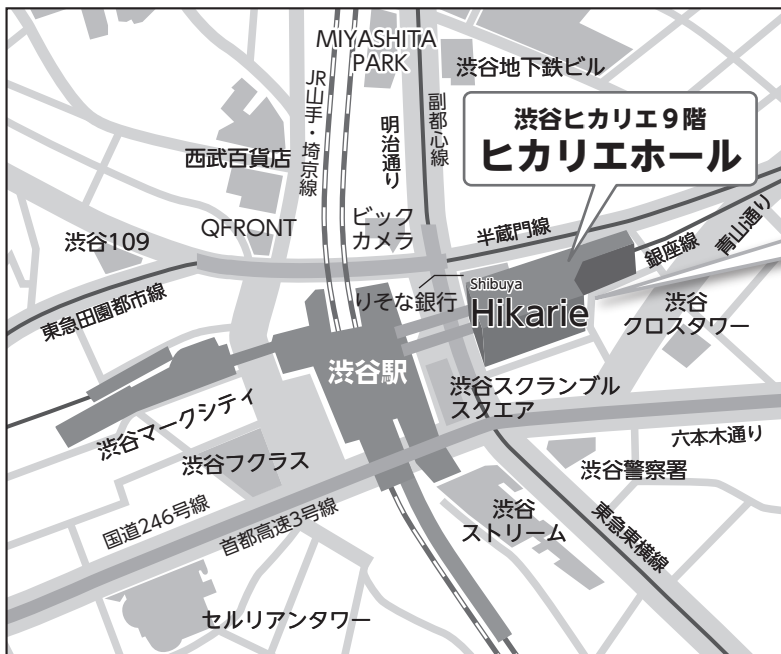 MIYASHITA
PARK
渋谷地下鉄ビル
JR山手・埼京線
明治通り
副都心線
渋谷ヒカリエ9階
ヒカリエホール
西武百貨店
QFRONT
ビック
カメラ
渋谷109
半蔵門線
銀座線
青山通り
東急田園都市線
りそな銀行
Shibuya
Hikarie
渋谷
クロスタワー
渋谷駅
渋谷スクランブル
スクエア
渋谷マークシティ
六本木通り
渋谷フクラス
渋谷警察署
国道246号線
首都高速3号線
渋谷
ストリーム
東急東横線
セルリアンタワー